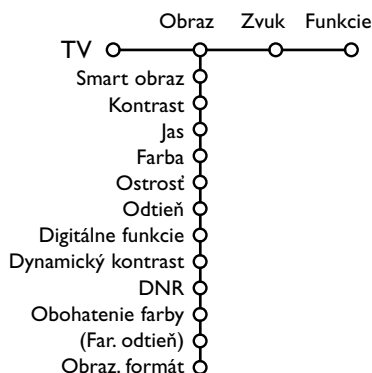 Obraz Zvuk Funkcie
TV
Smart obraz
Kontrast
Jas
Farba
Ostrosť
Odtieň
Digitálne funkcie
Dynamický kontrast
DNR
Obohatenie farby
(Far. odtieň)
Obraz. formát